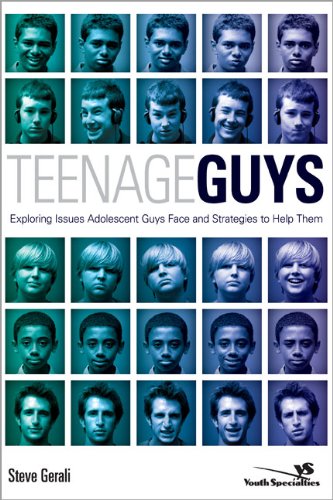 TEENAGEGUYS
Exploring Issues Adolescent Guys Face and Strategies to Help Them
Steve Gerali
YS
Youth Specialties